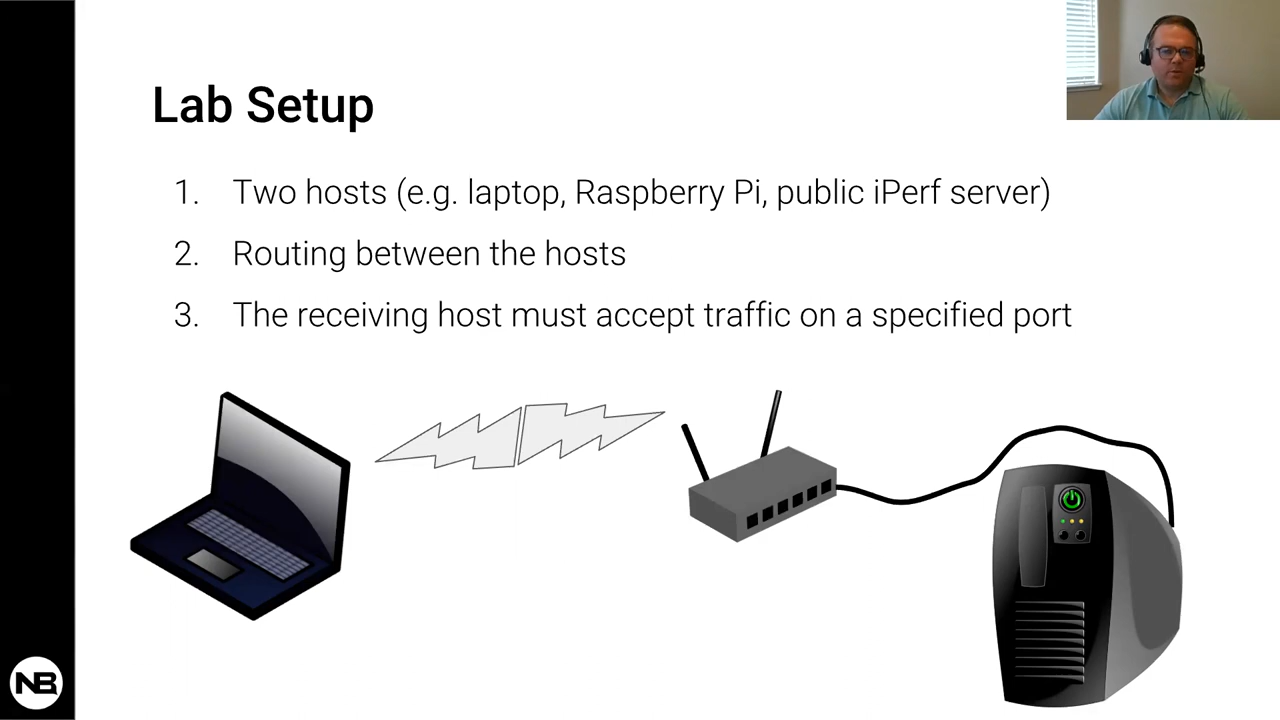 Lab Setup
1. Two hosts (e.g. laptop, Raspberry Pi, public iPerf server)
2. Routing between the hosts
3. The receiving host must accept traffic on a specified port
NB